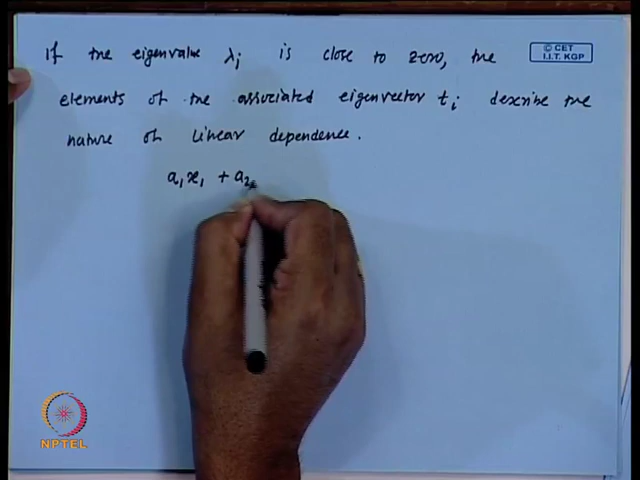 If the eigenvalue λj is close to zero, the
© CET
I.I.T. KGP
elements of the associated eigenvector tj describe the
nature of linear dependence.
a1x1 + a2
NPTEL